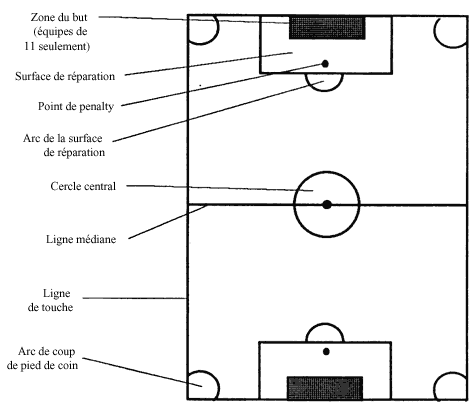 Zone du but
(équipes de
11 seulement)
Surface de réparation
Point de penalty
Arc de la surface
de réparation
Cercle central
Ligne médiane
Ligne
de touche
Arc de coup
de pied de coin